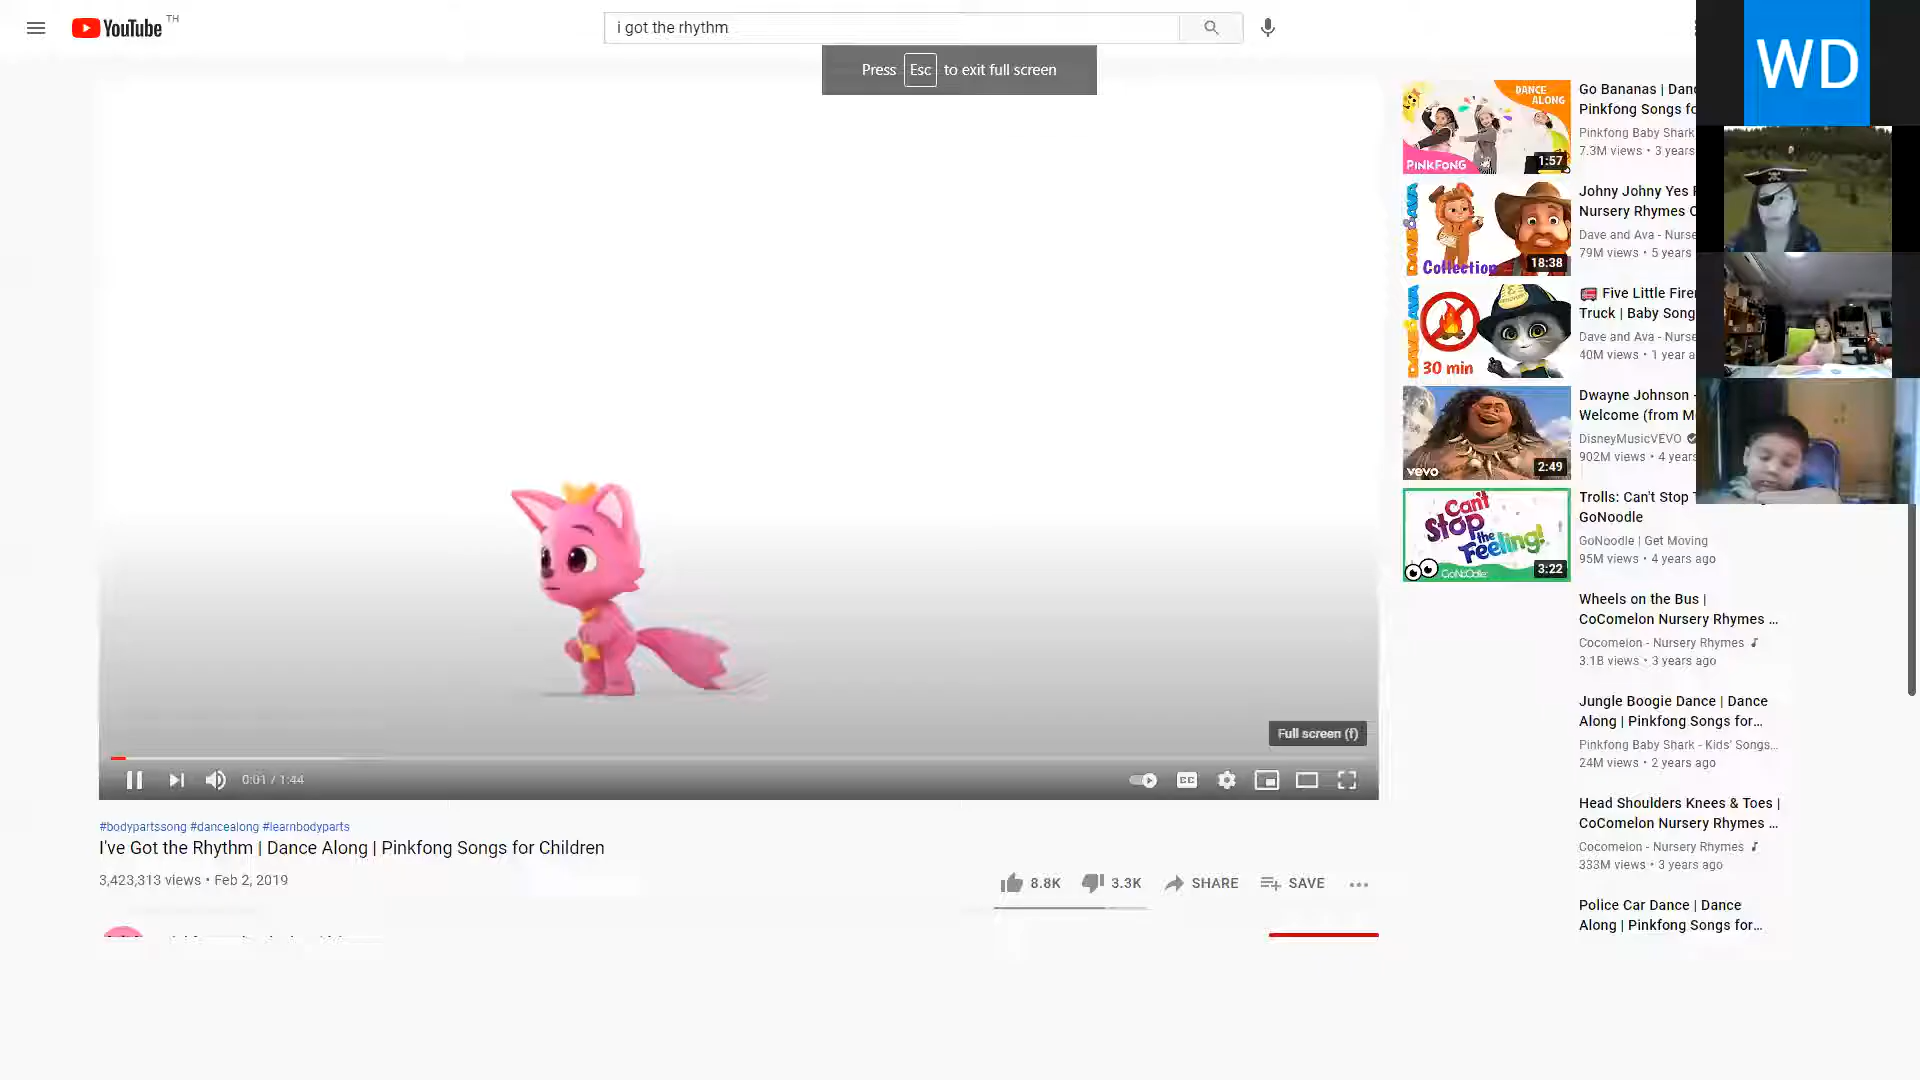 YouTube TH
i got the rhythm
WD
Press Esc to exit full screen
DANCE
ALONG
PINKFONG
1:57
Go Bananas | Danc
Pinkfong Songs fo
Pinkfong Baby Shark
7.3M views • 3 years
DAVE AND AVA
Collection
18:38
Johny Johny Yes P
Nursery Rhymes C
Dave and Ava - Nurse
79M views • 5 years
30 min
Five Little Firem
Truck | Baby Song
Dave and Ava - Nurse
40M views • 1 year a
vevo
2:49
Dwayne Johnson -
Welcome (from M
DisneyMusicVEVO
902M views • 4 years
Can't
Stop
the
Feeling!
GoNoodle
3:22
Trolls: Can't Stop
GoNoodle
GoNoodle | Get Moving
95M views • 4 years ago
Wheels on the Bus |
CoComelon Nursery Rhymes ...
Cocomelon - Nursery Rhymes
3.1B views • 3 years ago
Jungle Boogie Dance | Dance
Along | Pinkfong Songs for...
Pinkfong Baby Shark - Kids' Songs...
24M views • 2 years ago
Head Shoulders Knees & Toes |
CoComelon Nursery Rhymes ...
Cocomelon - Nursery Rhymes
333M views • 3 years ago
Police Car Dance | Dance
Along | Pinkfong Songs for...
Full screen (f)
0:01 / 1:44
CC
#bodypartssong #dancealong #learnbodyparts
I've Got the Rhythm | Dance Along | Pinkfong Songs for Children
3,423,313 views • Feb 2, 2019
8.8K 3.3K SHARE SAVE ...